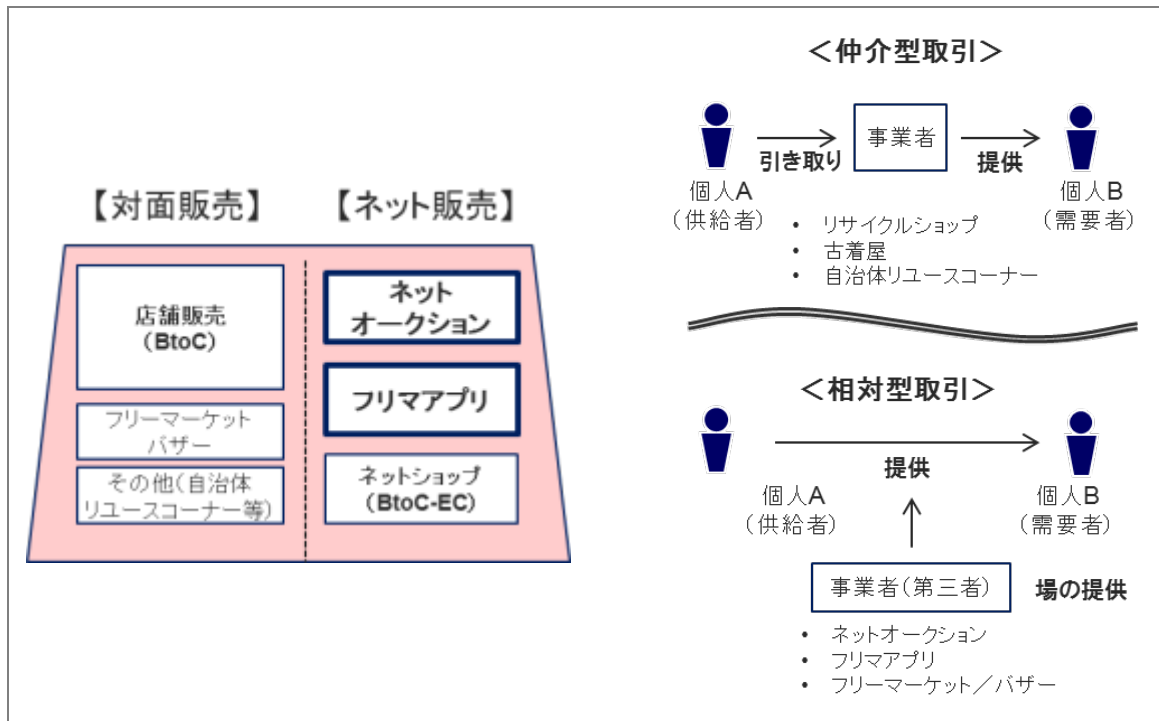 【対面販売】
【ネット販売】
店舗販売
(BtoC)
フリーマーケット
バザー
その他(自治体
リユースコーナー等)
ネット
オークション
フリマアプリ
ネットショップ
(BtoC-EC)
＜仲介型取引＞
事業者
引き取り
提供
個人A
(供給者)
個人B
(需要者)
• リサイクルショップ
• 古着屋
• 自治体リユースコーナー
＜相対型取引＞
提供
個人A
(供給者)
個人B
(需要者)
事業者(第三者)
場の提供
• ネットオークション
• フリマアプリ
• フリーマーケット／バザー